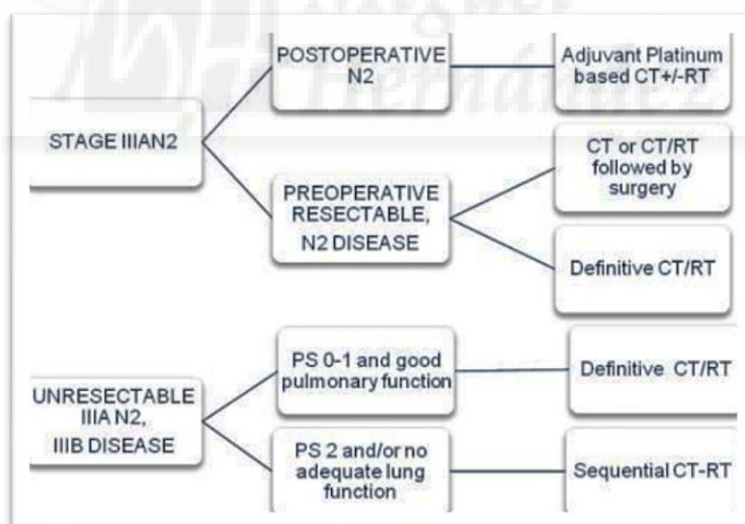 Miguel
Hernández
POSTOPERATIVE
N2
Adjuvant Platinum
based CT+/-RT
STAGE IIIAN2
CT or CT/RT
followed by
surgery
PREOPERATIVE
RESECTABLE,
N2 DISEASE
Definitive CT/RT
UNRESECTABLE
IIIA N2,
IIIB DISEASE
PS 0-1 and good
pulmonary function
Definitive CT/RT
PS 2 and/or no
adequate lung
function
Sequential CT-RT